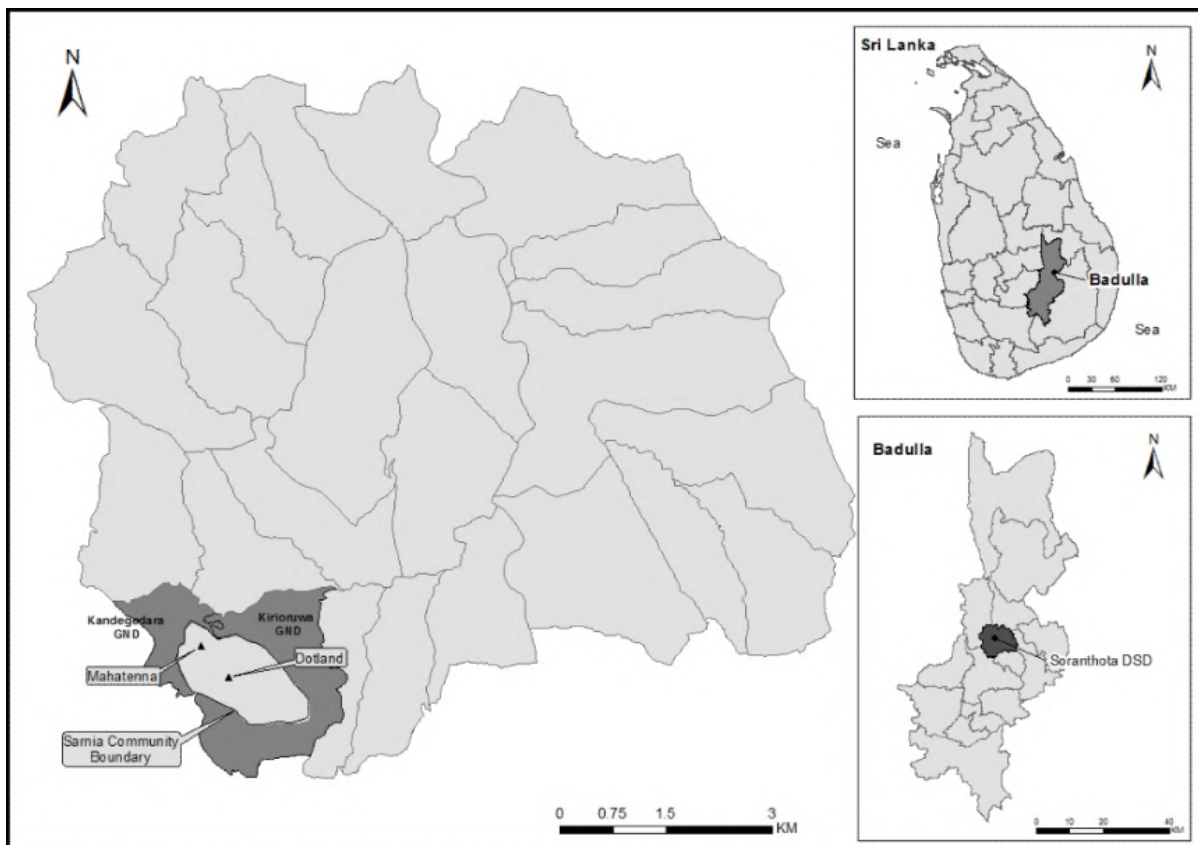 N
Kandegedara
GND
Kirioruwa
GND
Dotland
Mahatenna
Sarnia Community
Boundary
0 0.75 1.5 3
KM
Sri Lanka
N
Sea
Badulla
Sea
0 30 60 120
KM
Badulla
N
Soranthota DSD
0 10 20 40
KM